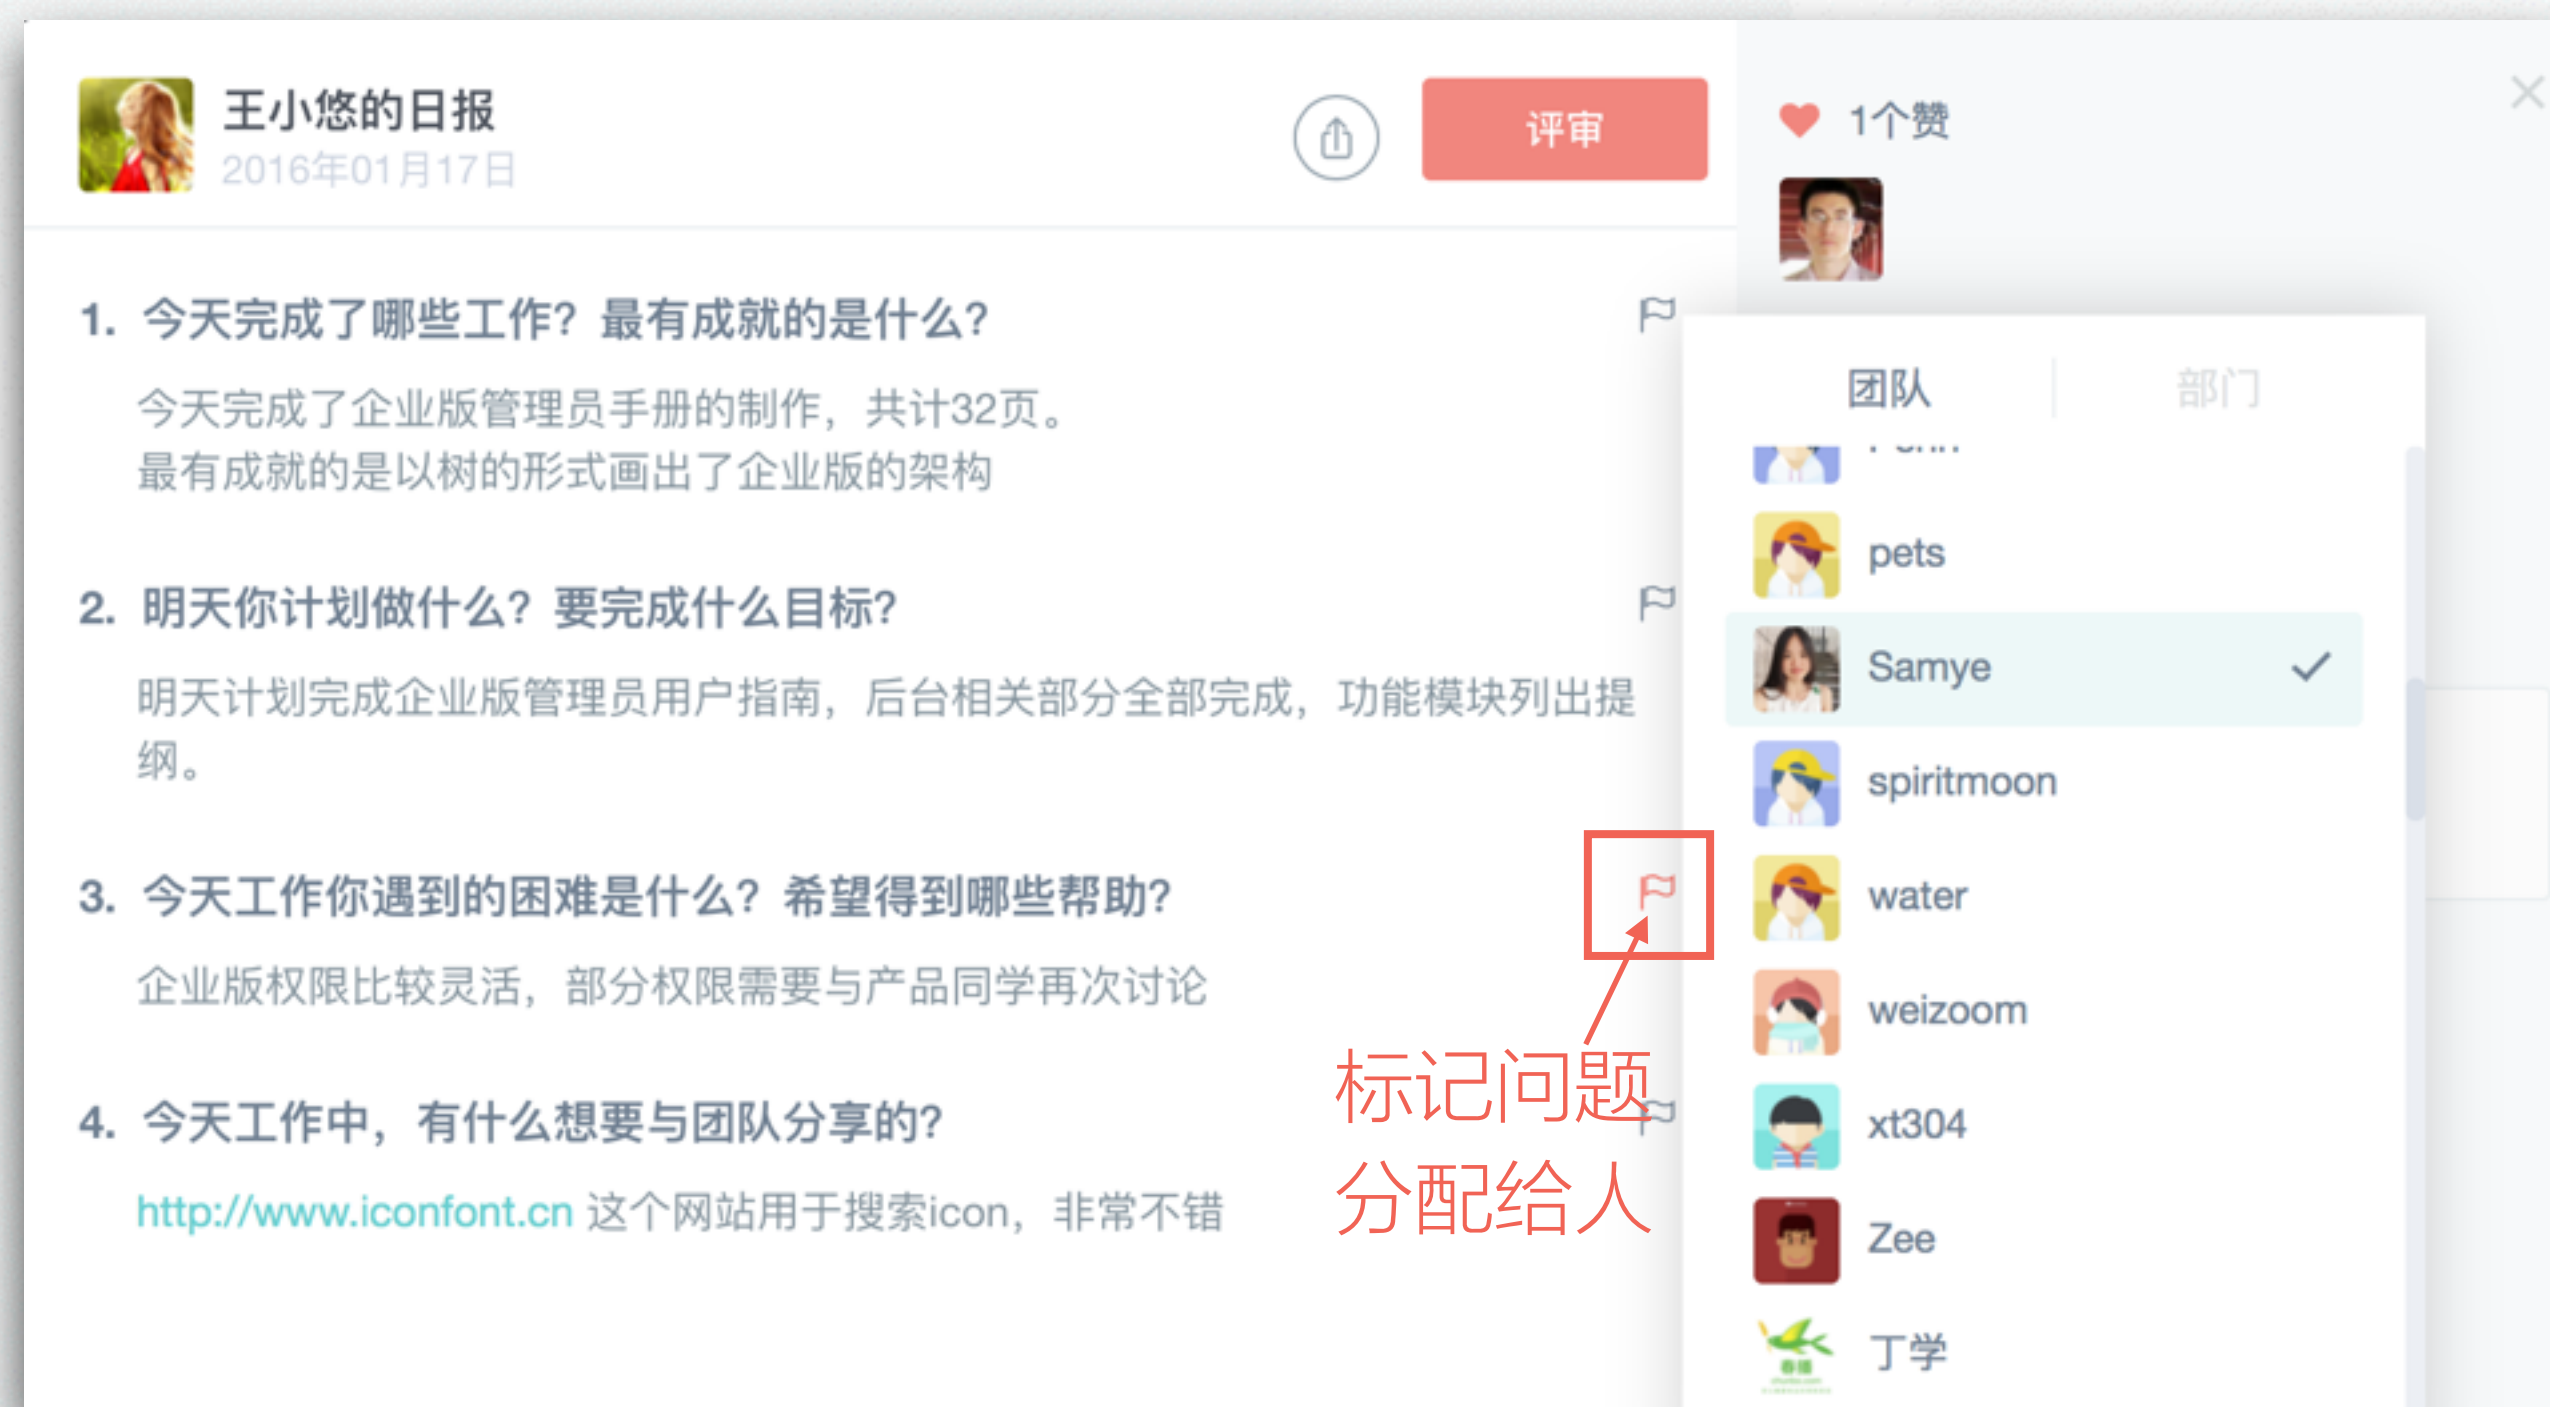 王小悠的日报
2016年01月17日
评审
1个赞
1. 今天完成了哪些工作？最有成就的是什么？
今天完成了企业版管理员手册的制作，共计32页。
最有成就的是以树的形式画出了企业版的架构
2. 明天你计划做什么？要完成什么目标？
明天计划完成企业版管理员用户指南，后台相关部分全部完成，功能模块列出提
纲。
3. 今天工作你遇到的困难是什么？希望得到哪些帮助？
企业版权限比较灵活，部分权限需要与产品同学再次讨论
4. 今天工作中，有什么想要与团队分享的？
http://www.iconfont.cn 这个网站用于搜索icon，非常不错
标记问题
分配给人
团队
部门
pets
Samye
spiritmoon
water
weizoom
xt304
Zee
春播
丁学